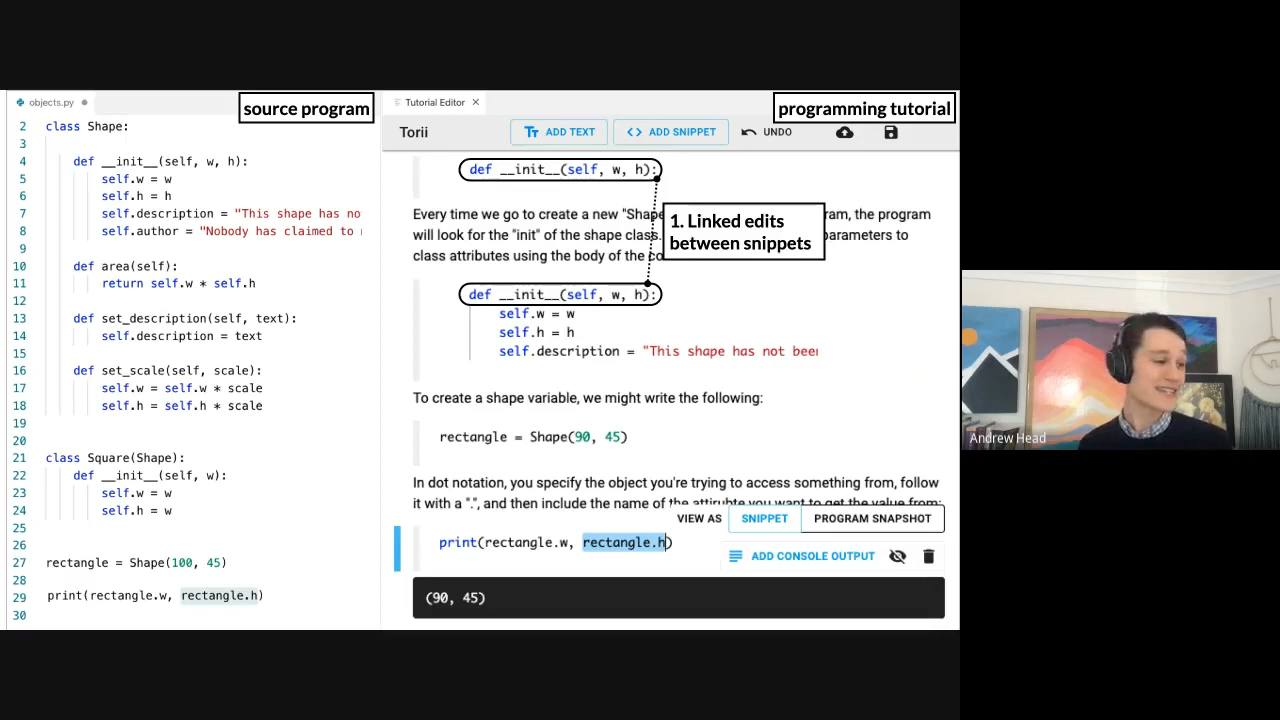 objects.py
source program
2 class Shape:
3
4 def __init__(self, w, h):
5 self.w = w
6 self.h = h
7 self.description = "This shape has no
8 self.author = "Nobody has claimed to
9
10 def area(self):
11 return self.w * self.h
12
13 def set_description(self, text):
14 self.description = text
15
16 def set_scale(self, scale):
17 self.w = self.w * scale
18 self.h = self.h * scale
19
20
21 class Square(Shape):
22 def __init__(self, w):
23 self.w = w
24 self.h = w
25
26
27 rectangle = Shape(100, 45)
28
29 print(rectangle.w, rectangle.h)
30
Tutorial Editor ×
programming tutorial
Torii
Tт ADD TEXT
<> ADD SNIPPET
UNDO
def __init__(self, w, h):
Every time we go to create a new "Shape ram, the program
will look for the "init" of the shape class. parameters to
class attributes using the body of the co
1. Linked edits
between snippets
def __init__(self, w, h):
self.w = w
self.h = h
self.description = "This shape has not beer
To create a shape variable, we might write the following:
rectangle = Shape(90, 45)
In dot notation, you specify the object you're trying to access something from, follow
it with a ".", and then include the name of the attirubte you want to get the value from:
VIEW AS SNIPPET PROGRAM SNAPSHOT
print(rectangle.w, rectangle.h)
ADD CONSOLE OUTPUT
(90, 45)
Andrew Head